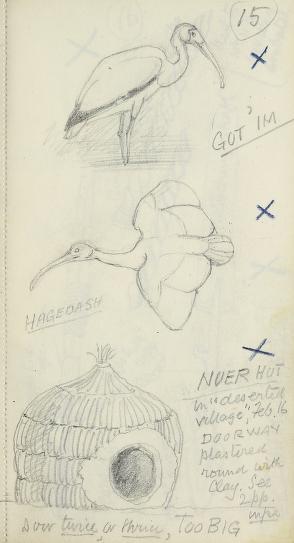 15
GOT 'IM
HAGEDASH
NUER HUT
in "deserted
village", Feb. 16
DOORWAY
plastered
round with
Clay. See
2 pp.
infra
Door twice, or thrice, TOO BIG